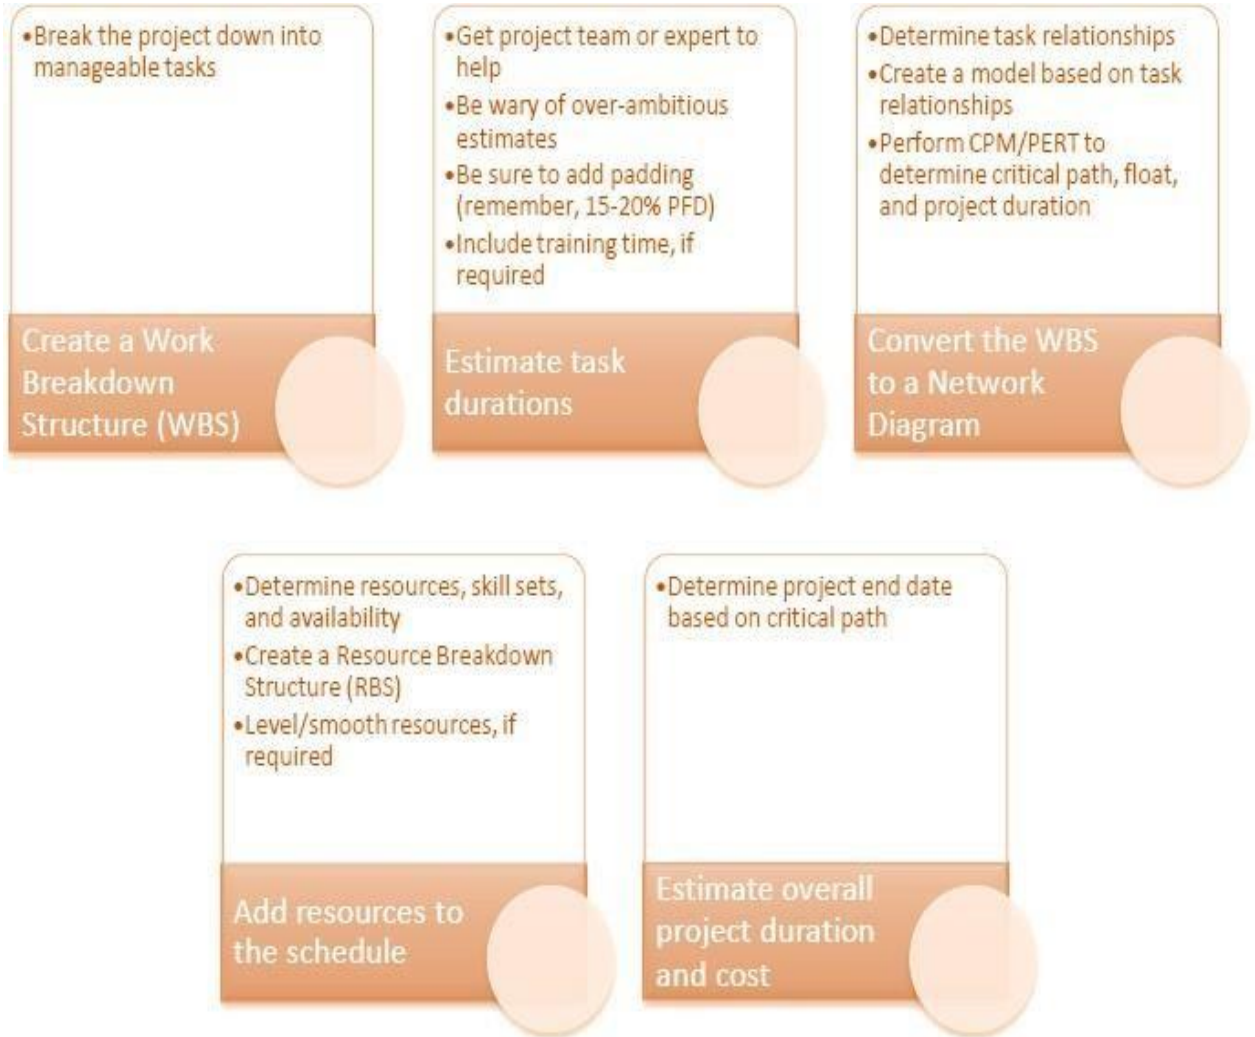 •Break the project down into
manageable tasks
Create a Work
Breakdown
Structure (WBS)
•Get project team or expert to
help
•Be wary of over-ambitious
estimates
•Be sure to add padding
(remember, 15-20% PFD)
•Include training time, if
required
Estimate task
durations
•Determine task relationships
•Create a model based on task
relationships
•Perform CPM/PERT to
determine critical path, float,
and project duration
Convert the WBS
to a Network
Diagram
•Determine resources, skill sets,
and availability
•Create a Resource Breakdown
Structure (RBS)
•Level/smooth resources, if
required
Add resources to
the schedule
•Determine project end date
based on critical path
Estimate overall
project duration
and cost